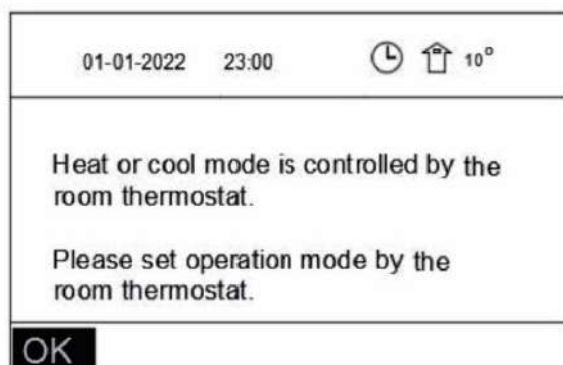 01-01-2022 23:00 10°
Heat or cool mode is controlled by the
room thermostat.
Please set operation mode by the
room thermostat.
OK